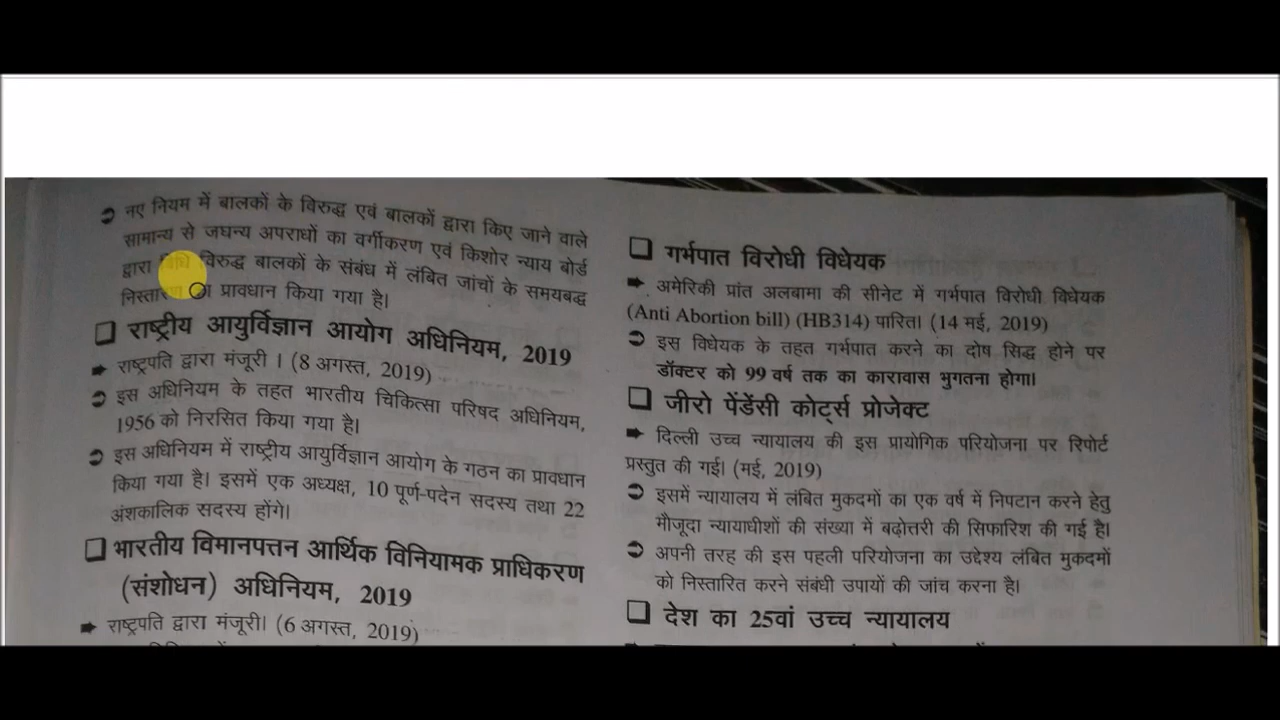 नए नियम में बालकों के विरुद्ध एवं बालकों द्वारा किए जाने वाले
सामान्य से जघन्य अपराधों का वर्गीकरण एवं किशोर न्याय बोर्ड
द्वारा विधि विरुद्ध बालकों के संबंध में लंबित जांचों के समयबद्ध
निस्तारण का प्रावधान किया गया है।
राष्ट्रीय आयुर्विज्ञान आयोग अधिनियम, 2019
राष्ट्रपति द्वारा मंजूरी । (8 अगस्त, 2019)
इस अधिनियम के तहत भारतीय चिकित्सा परिषद अधिनियम,
1956 को निरसित किया गया है।
इस अधिनियम में राष्ट्रीय आयुर्विज्ञान आयोग के गठन का प्रावधान
किया गया है। इसमें एक अध्यक्ष, 10 पूर्ण-पदेन सदस्य तथा 22
अंशकालिक सदस्य होंगे।
भारतीय विमानपत्तन आर्थिक विनियामक प्राधिकरण
(संशोधन) अधिनियम, 2019
राष्ट्रपति द्वारा मंजूरी। (6 अगस्त, 2019)
गर्भपात विरोधी विधेयक
अमेरिकी प्रांत अलबामा की सीनेट में गर्भपात विरोधी विधेयक
(Anti Abortion bill) (HB314) पारित। (14 मई, 2019)
इस विधेयक के तहत गर्भपात करने का दोष सिद्ध होने पर
डॉक्टर को 99 वर्ष तक का कारावास भुगतना होगा।
जीरो पेंडेंसी कोर्ट्स प्रोजेक्ट
दिल्ली उच्च न्यायालय की इस प्रायोगिक परियोजना पर रिपोर्ट
प्रस्तुत की गई। (मई, 2019)
इसमें न्यायालय में लंबित मुकदमों का एक वर्ष में निपटान करने हेतु
मौजूदा न्यायाधीशों की संख्या में बढ़ोत्तरी की सिफारिश की गई है।
अपनी तरह की इस पहली परियोजना का उद्देश्य लंबित मुकदमों
को निस्तारित करने संबंधी उपायों की जांच करना है।
देश का 25वां उच्च न्यायालय